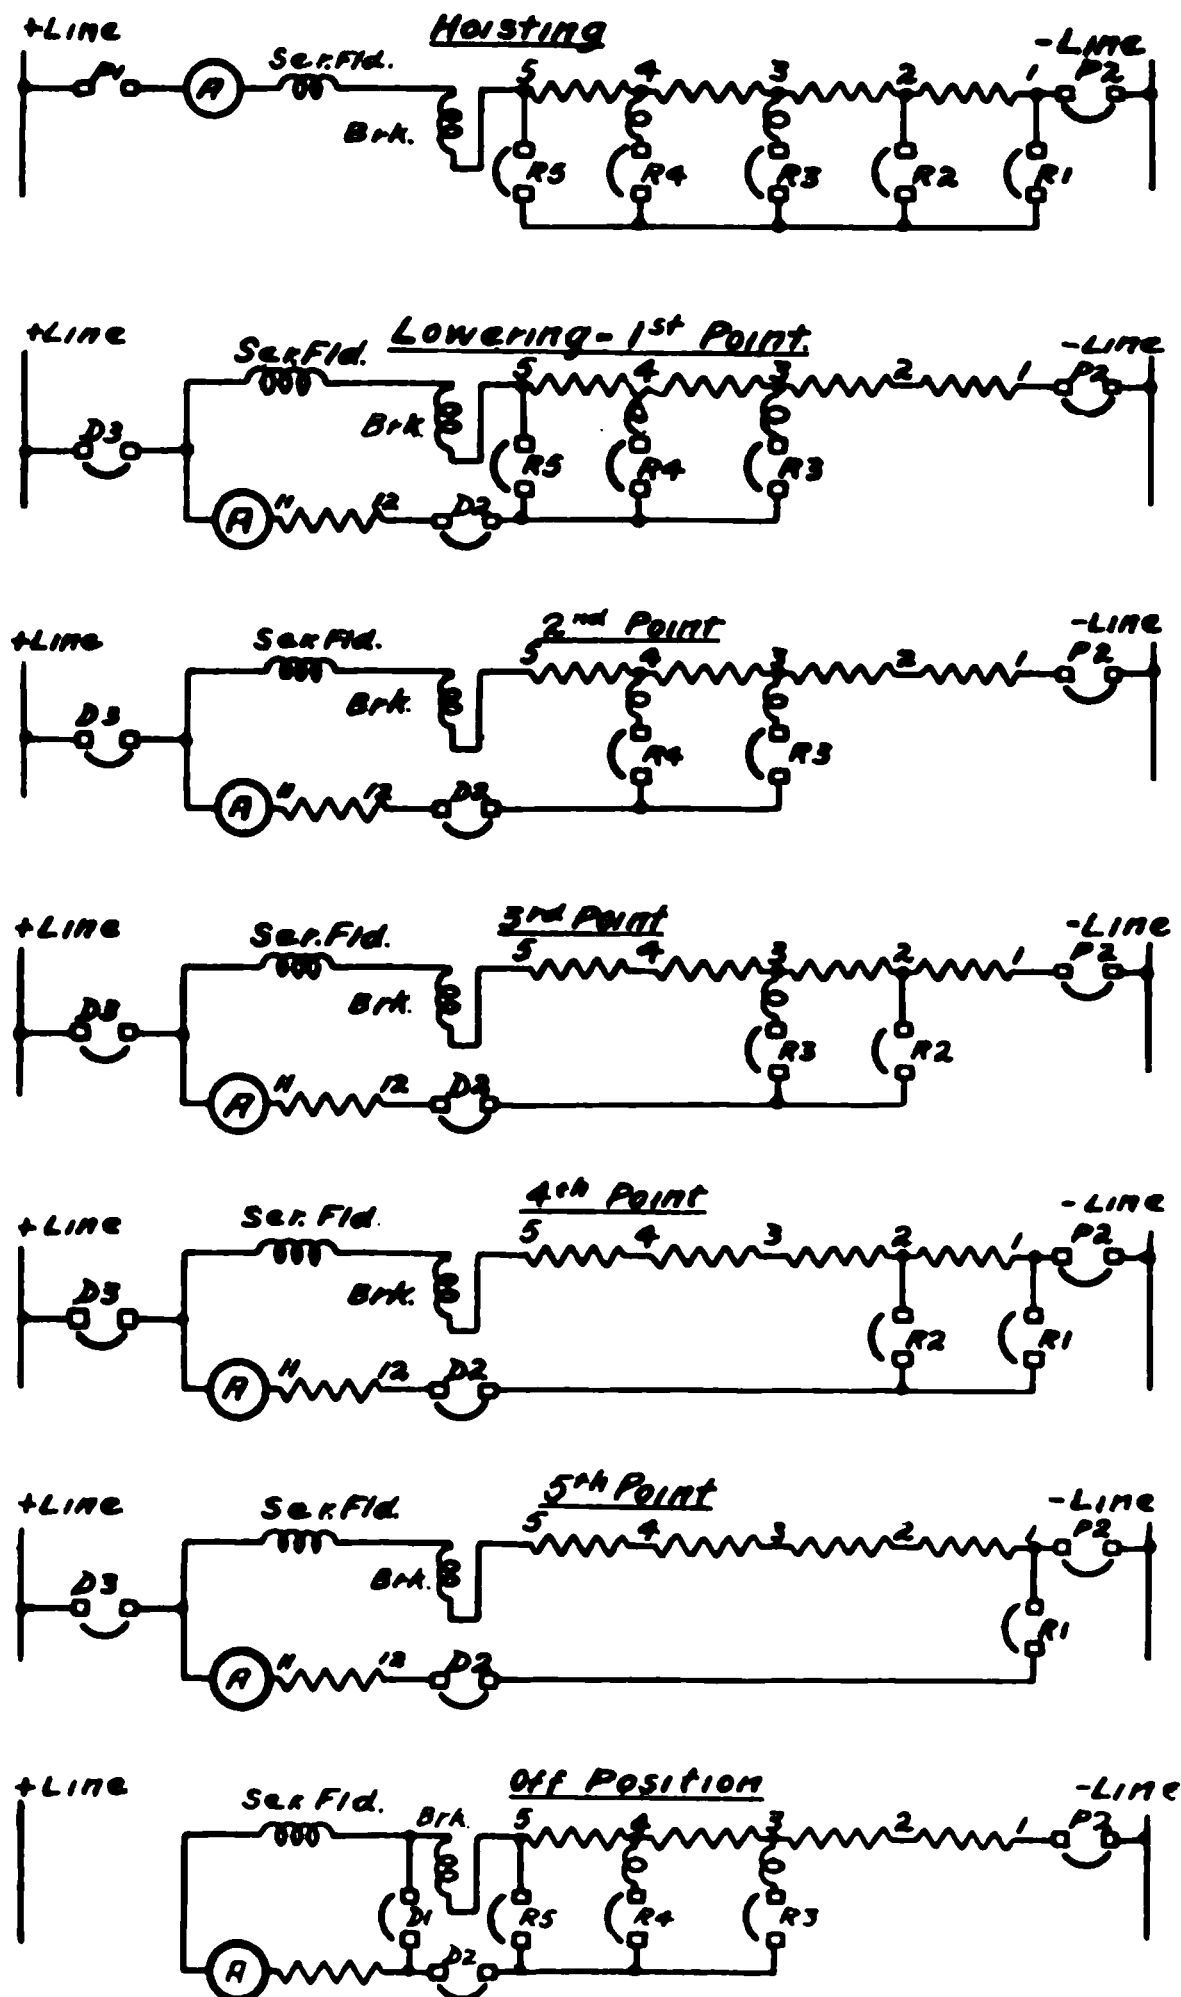 Hoisting
+Line
-Line
A
Ser.Fld.
Brk.
5 4 3 2 1
P2
R5 R4 R3 R2 R1
Lowering-1st Point.
+Line
-Line
Ser Fld.
Brk
5 4 3 2 1
P2
D3
R5 R4 R3
A 11 12 D2
2nd Point
+Line
-Line
Ser Fld.
Brk.
5 4 3 2 1
P2
D3
R4 R3
A 11 12 D2
3rd Point
+Line
-Line
Ser.Fld.
Brk.
5 4 3 2 1
P2
D3
R3 R2
A 11 12 D2
4th Point
+Line
-Line
Ser. Fld.
Brk.
5 4 3 2 1
P2
D3
R2 R1
A 11 12 D2
5th Point
+Line
-Line
Ser.Fld.
Brk.
5 4 3 2 1
P2
D3
R1
A 11 12 D2
Off Position
+Line
-Line
Ser Fld.
Brk.
5 4 3 2 1
P2
D1 R5 R4 R3
A D2